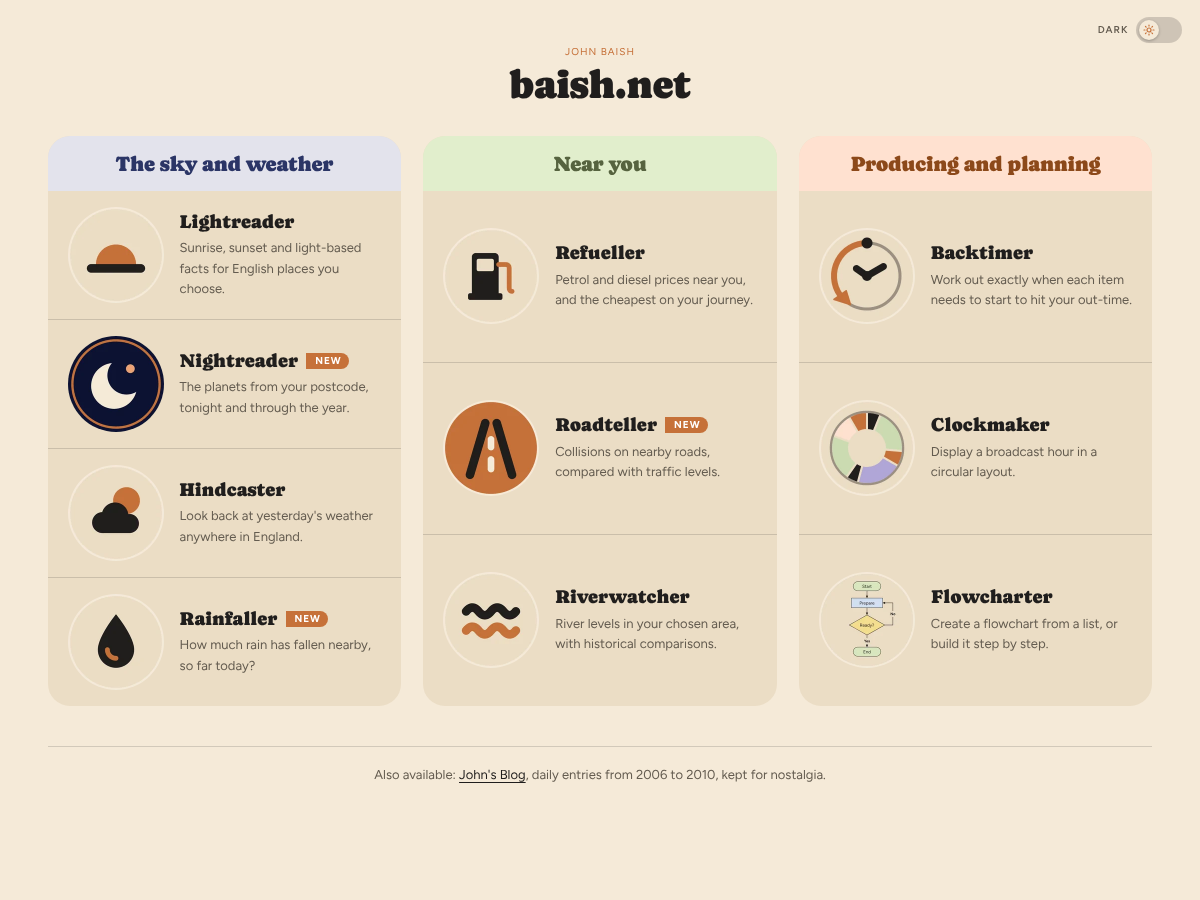 DARK
JOHN BAISH
baish.net
The sky and weather
Lightreader
Sunrise, sunset and light-based
facts for English places you
choose.
Nightreader NEW
The planets from your postcode,
tonight and through the year.
Hindcaster
Look back at yesterday's weather
anywhere in England.
Rainfaller NEW
How much rain has fallen nearby,
so far today?
Near you
Refueller
Petrol and diesel prices near you,
and the cheapest on your journey.
Roadteller NEW
Collisions on nearby roads,
compared with traffic levels.
Riverwatcher
River levels in your chosen area,
with historical comparisons.
Producing and planning
Backtimer
Work out exactly when each item
needs to start to hit your out-time.
Clockmaker
Display a broadcast hour in a
circular layout.
Start
Prepare
Ready?
Yes
End
Flowcharter
Create a flowchart from a list, or
build it step by step.
Also available: John's Blog, daily entries from 2006 to 2010, kept for nostalgia.